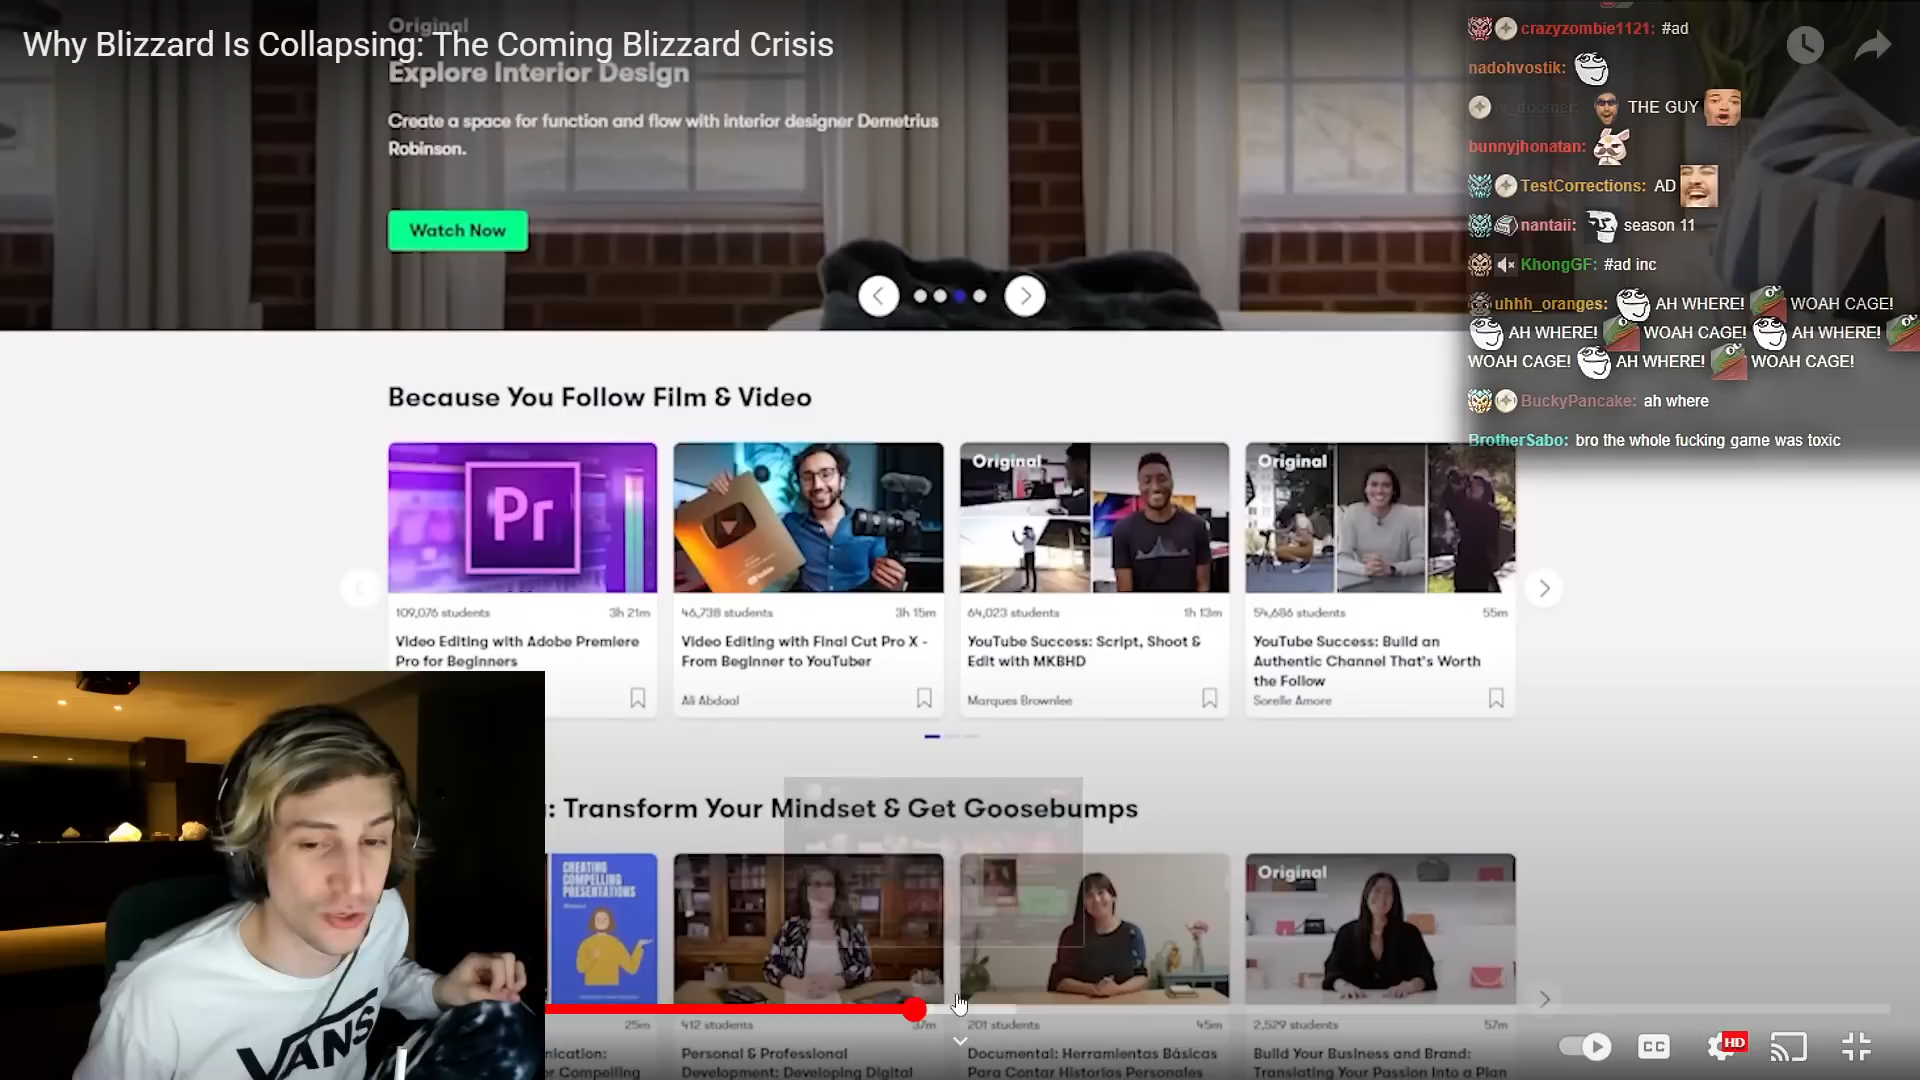 Original
Why Blizzard Is Collapsing: The Coming Blizzard Crisis
Explore Interior Design
Create a space for function and flow with interior designer Demetrius
Robinson.
Watch Now
crazyzombie1121: #ad
nadohvostik:
THE GUY
bunnyjhonatan:
TestCorrections: AD
nantaii: season 11
KhongGF: #ad inc
uhhh_oranges: AH WHERE! WOAH CAGE!
AH WHERE! WOAH CAGE! AH WHERE!
WOAH CAGE! AH WHERE! WOAH CAGE!
BuckyPancake: ah where
BrotherSabo: bro the whole fucking game was toxic
Because You Follow Film & Video
Pr
Original
Original
109,076 students 3h 21m
Video Editing with Adobe Premiere
Pro for Beginners
46,738 students 3h 15m
Video Editing with Final Cut Pro X -
From Beginner to YouTuber
Ali Abdaal
64,023 students 1h 13m
YouTube Success: Script, Shoot &
Edit with MKBHD
Marques Brownlee
54,686 students 55m
YouTube Success: Build an
Authentic Channel That's Worth
the Follow
Sorelle Amore
: Transform Your Mindset & Get Goosebumps
CREATING
COMPELLING
PRESENTATIONS
Original
25m
Compelling
412 students 37m
Personal & Professional
Development: Developing Digital
201 students 45m
Documental: Herramientas Básicas
Para Contar Historias Personales
2,529 students 57m
Build Your Business and Brand:
Translating Your Passion Into a Plan
VANS
CC
HD